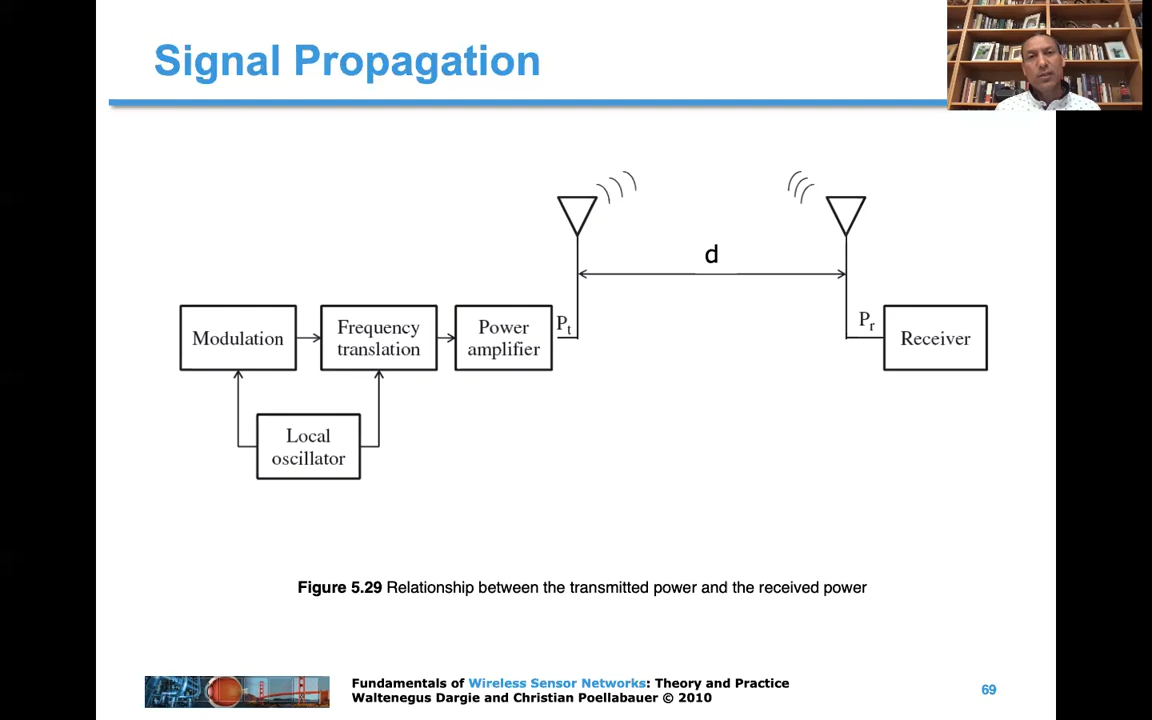 Signal Propagation
d
Modulation
Frequency
translation
Power
amplifier
Pt
Pr
Receiver
Local
oscillator
Figure 5.29 Relationship between the transmitted power and the received power
Fundamentals of Wireless Sensor Networks: Theory and Practice
Waltenegus Dargie and Christian Poellabauer © 2010
69